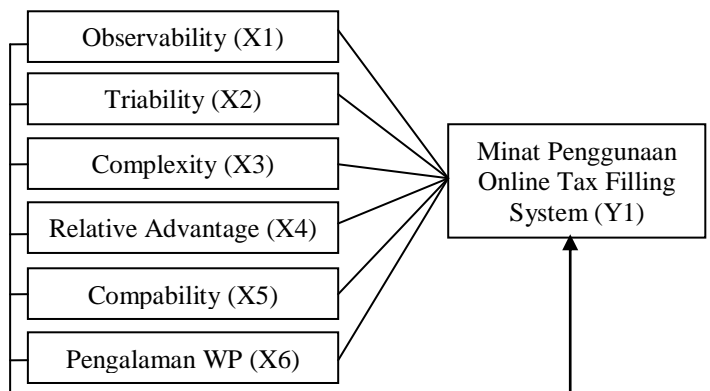 Observability (X1)
Triability (X2)
Complexity (X3)
Relative Advantage (X4)
Compability (X5)
Pengalaman WP (X6)
Minat Penggunaan
Online Tax Filling
System (Y1)